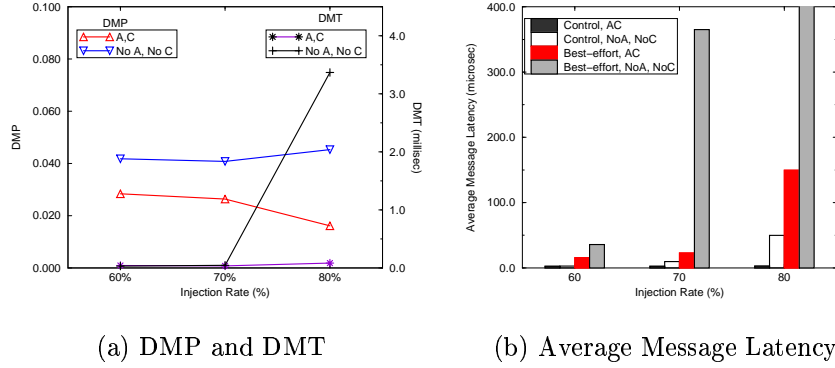 DMP
DMT
A,C
No A, No C
A,C
No A, No C
0.100
0.080
0.060
0.040
0.020
0.000
DMP
4.0
3.0
2.0
1.0
0.0
DMT (millisec)
60%
70%
80%
Injection Rate (%)
(a) DMP and DMT
Control, AC
Control, NoA, NoC
Best-effort, AC
Best-effort, NoA, NoC
400.0
300.0
200.0
100.0
0.0
Average Message Latency (microsec)
60
70
80
Injection Rate (%)
(b) Average Message Latency